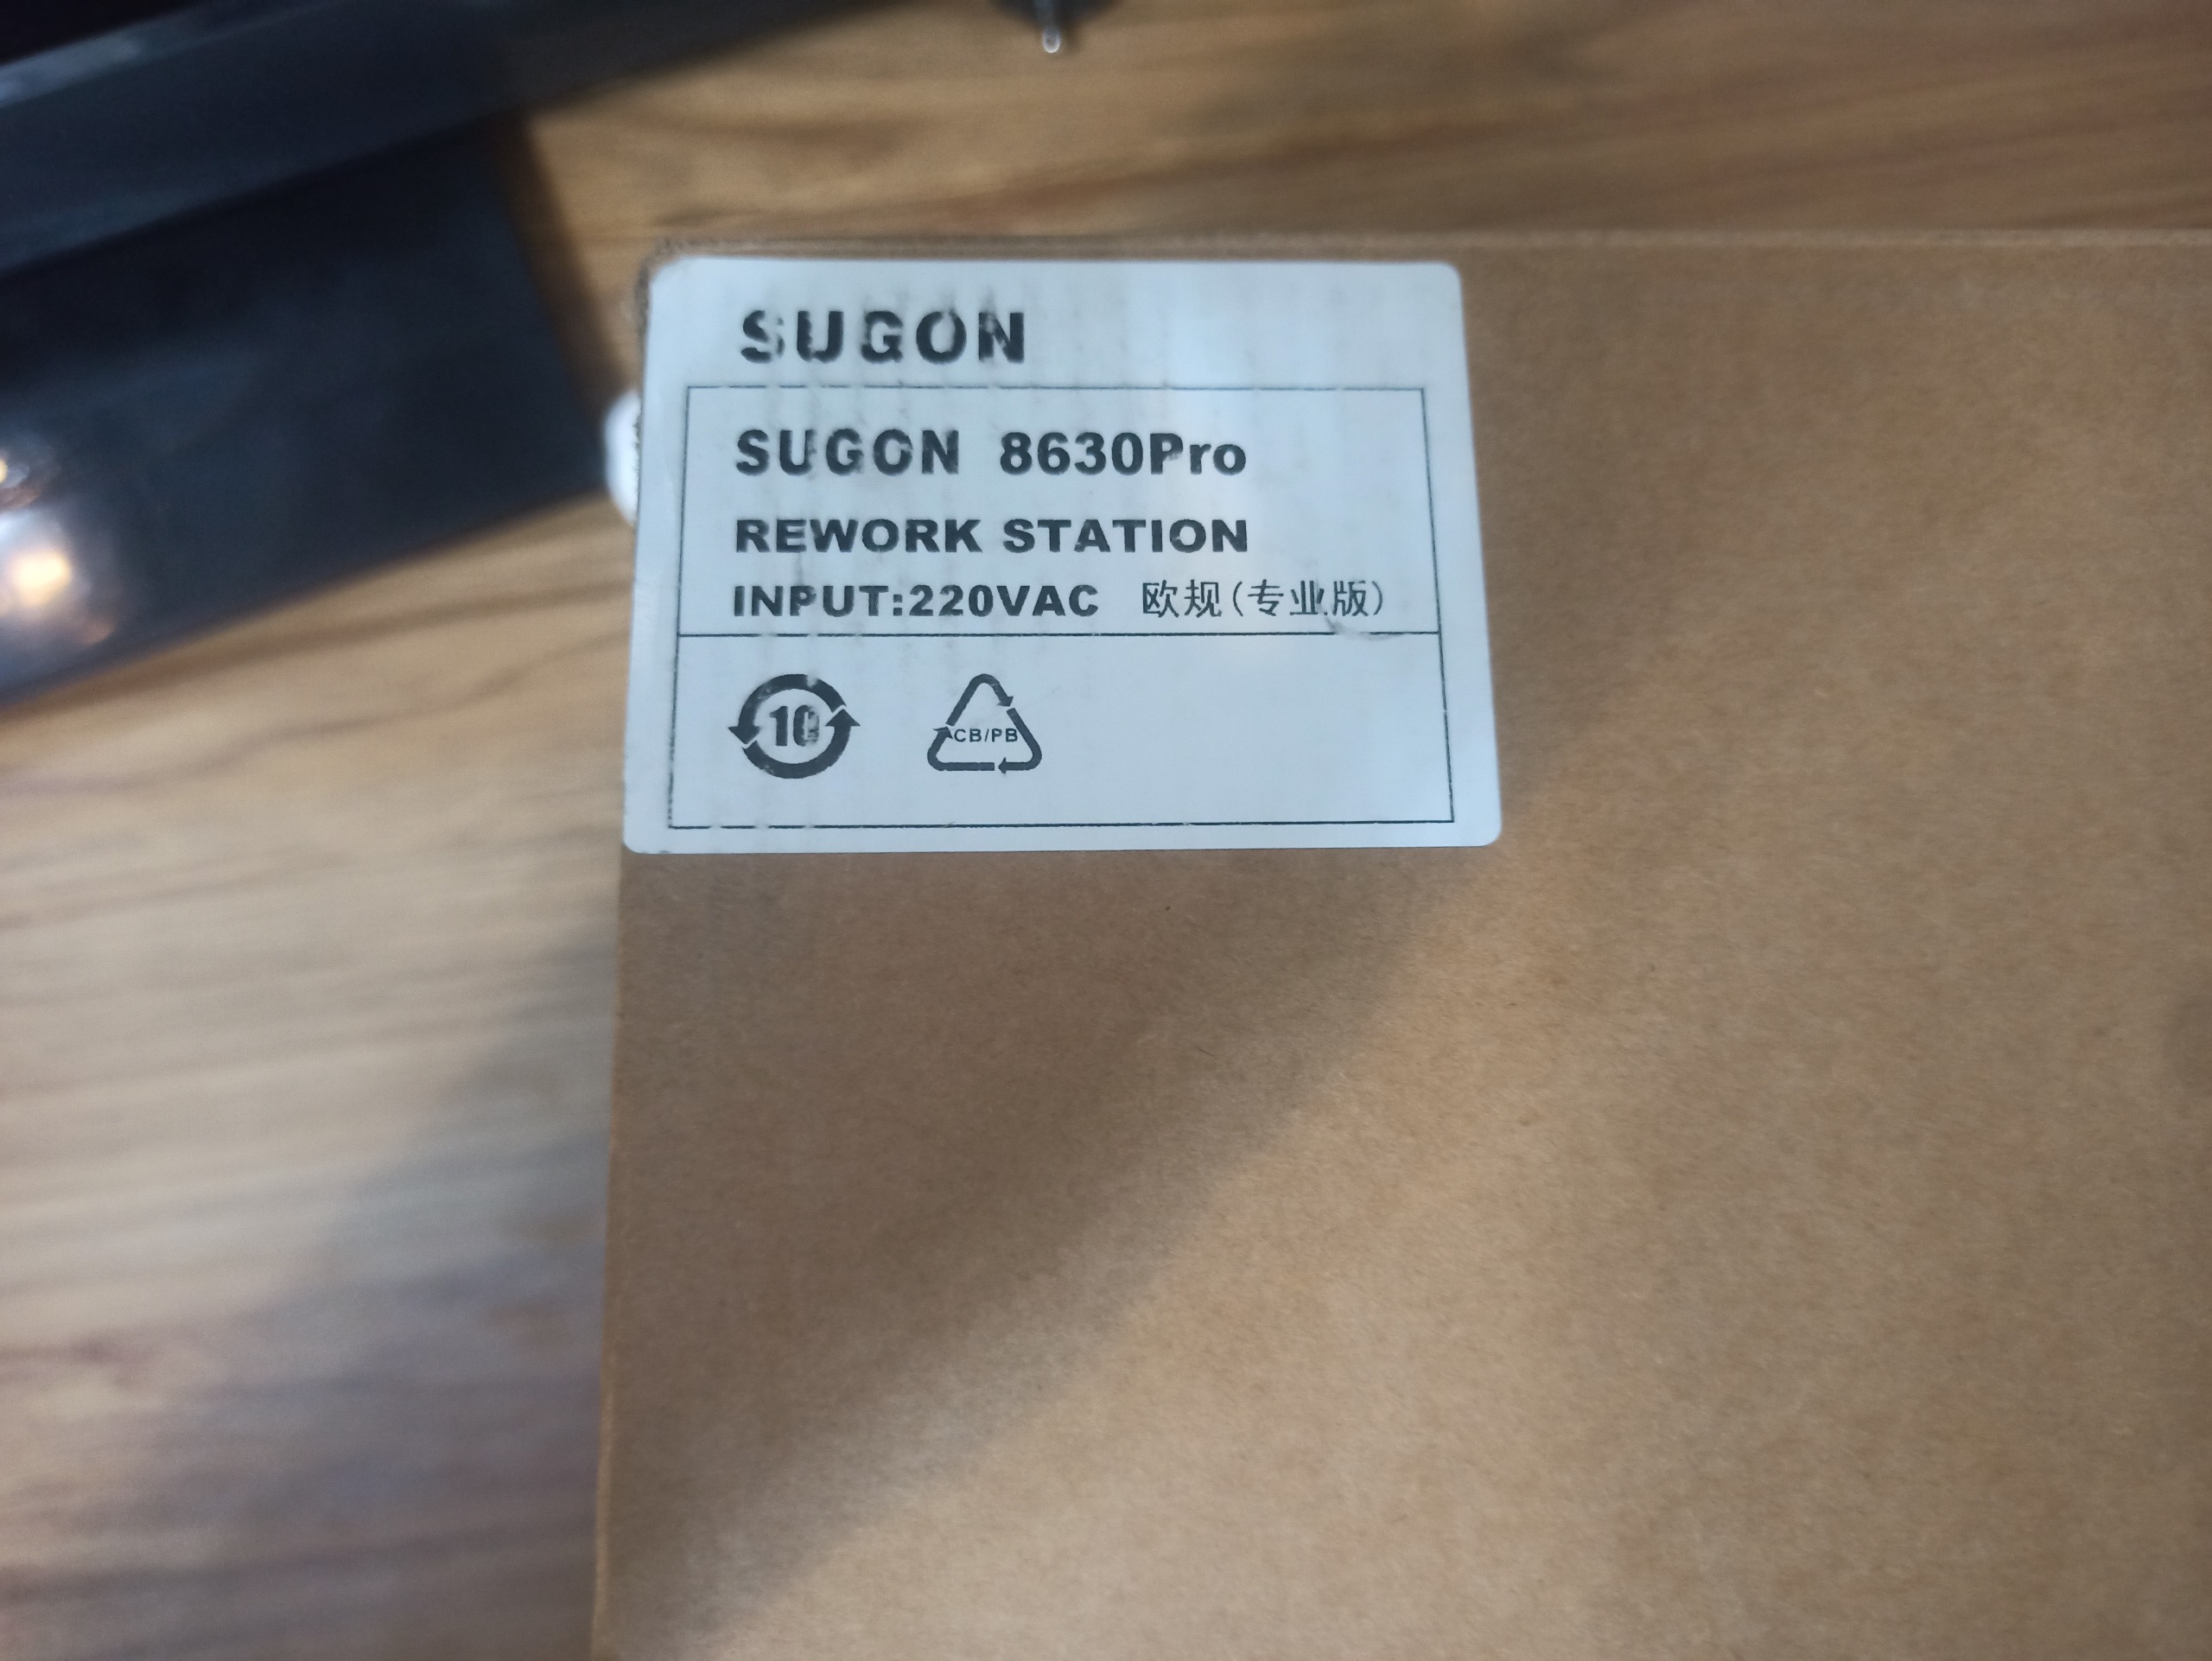 SUGON
SUGON 8630Pro
REWORK STATION
INPUT:220VAC 欧规(专业版)
10
CB/PB